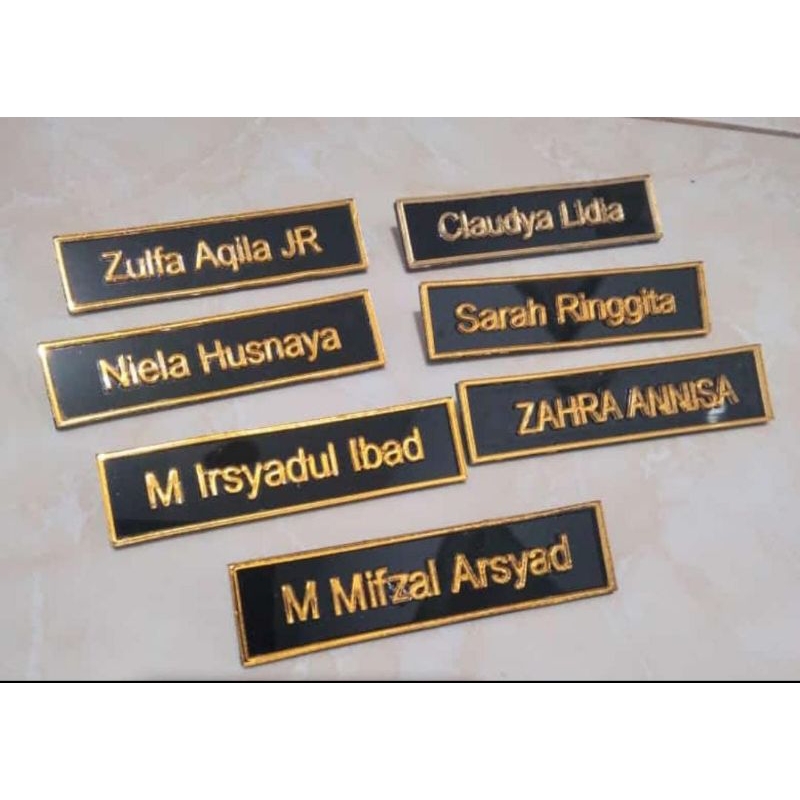 Zulfa Aqila JR
Claudya Lidia
Niela Husnaya
Sarah Ringgita
M Irsyadul Ibad
ZAHRA ANNISA
M Mifzal Arsyad